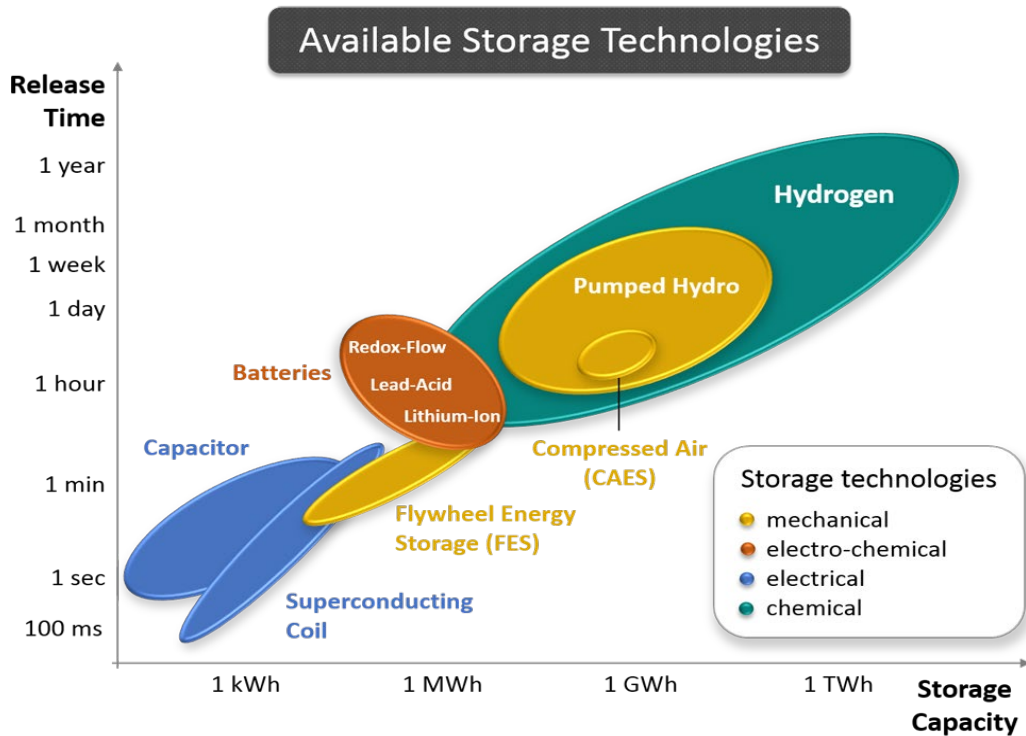 Available Storage Technologies
Release
Time
1 year
1 month
1 week
1 day
1 hour
1 min
1 sec
100 ms
Hydrogen
Pumped Hydro
Redox-Flow
Lead-Acid
Lithium-Ion
Batteries
Capacitor
Compressed Air
(CAES)
Flywheel Energy
Storage (FES)
Superconducting
Coil
Storage technologies
mechanical
electro-chemical
electrical
chemical
1 kWh
1 MWh
1 GWh
1 TWh
Storage
Capacity